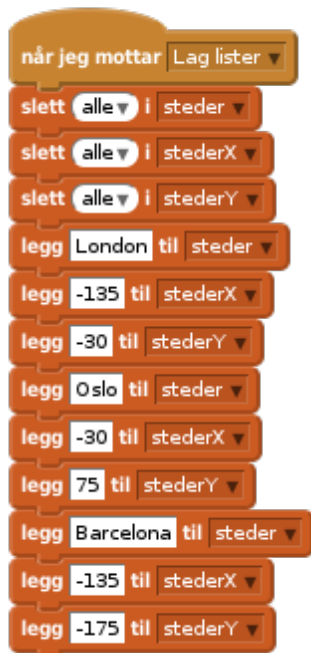 når jeg mottar Lag lister
slett alle i steder
slett alle i stederX
slett alle i stederY
legg London til steder
legg -135 til stederX
legg -30 til stederY
legg Oslo til steder
legg -30 til stederX
legg 75 til stederY
legg Barcelona til steder
legg -135 til stederX
legg -175 til stederY